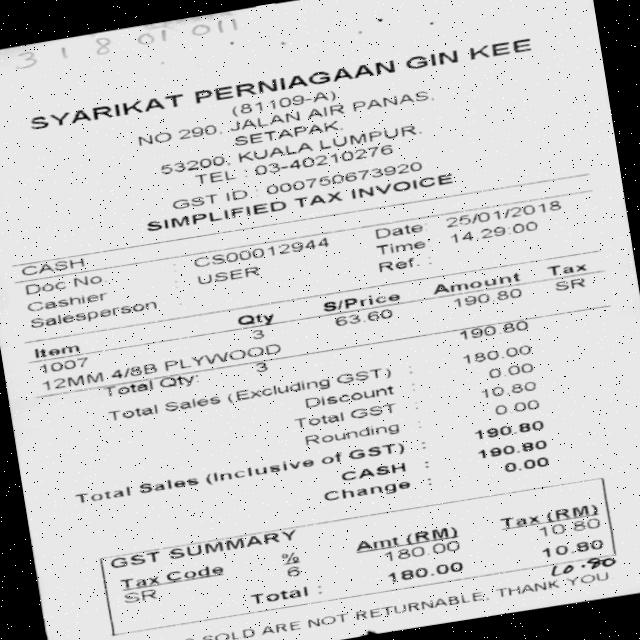 3 1 8 01 011
SYARIKAT PERNIAGAAN GIN KEE
(81109-A)
NO 290, JALAN AIR PANAS,
SETAPAK,
53200, KUALA LUMPUR.
TEL : 03-40210276
GST ID : 000750673920
SIMPLIFIED TAX INVOICE
CASH
Doc No. : CS00012944 Date 25/01/2018
Cashier : USER Time 14:29:00
Salesperson : Ref. :
Item Qty S/Price Amount Tax
1007 3 63.60 190.80 SR
12MM 4/8B PLYWOOD
Total Qty: 3 190.80
Total Sales (Excluding GST) : 180.00
Discount : 0.00
Total GST : 10.80
Rounding : 0.00
Total Sales (Inclusive of GST) : 190.80
CASH : 190.80
Change : 0.00
GST SUMMARY
Tax Code % Amt (RM) Tax (RM)
SR 6 180.00 10.80
Total : 180.00 10.80
SOLD ARE NOT RETURNABLE, THANK YOU